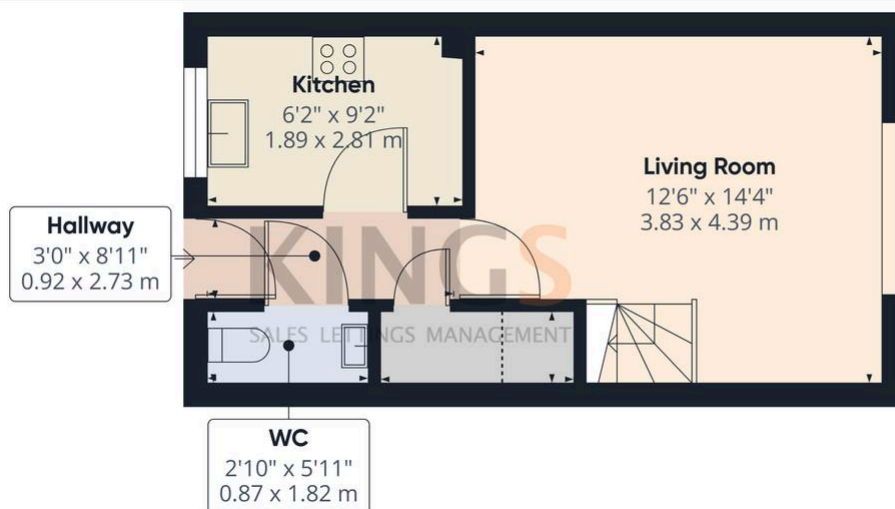 Kitchen
6'2" x 9'2"
1.89 x 2.81 m
Living Room
12'6" x 14'4"
3.83 x 4.39 m
Hallway
3'0" x 8'11"
0.92 x 2.73 m
KINGS
SALES LETTINGS MANAGEMENT
WC
2'10" x 5'11"
0.87 x 1.82 m